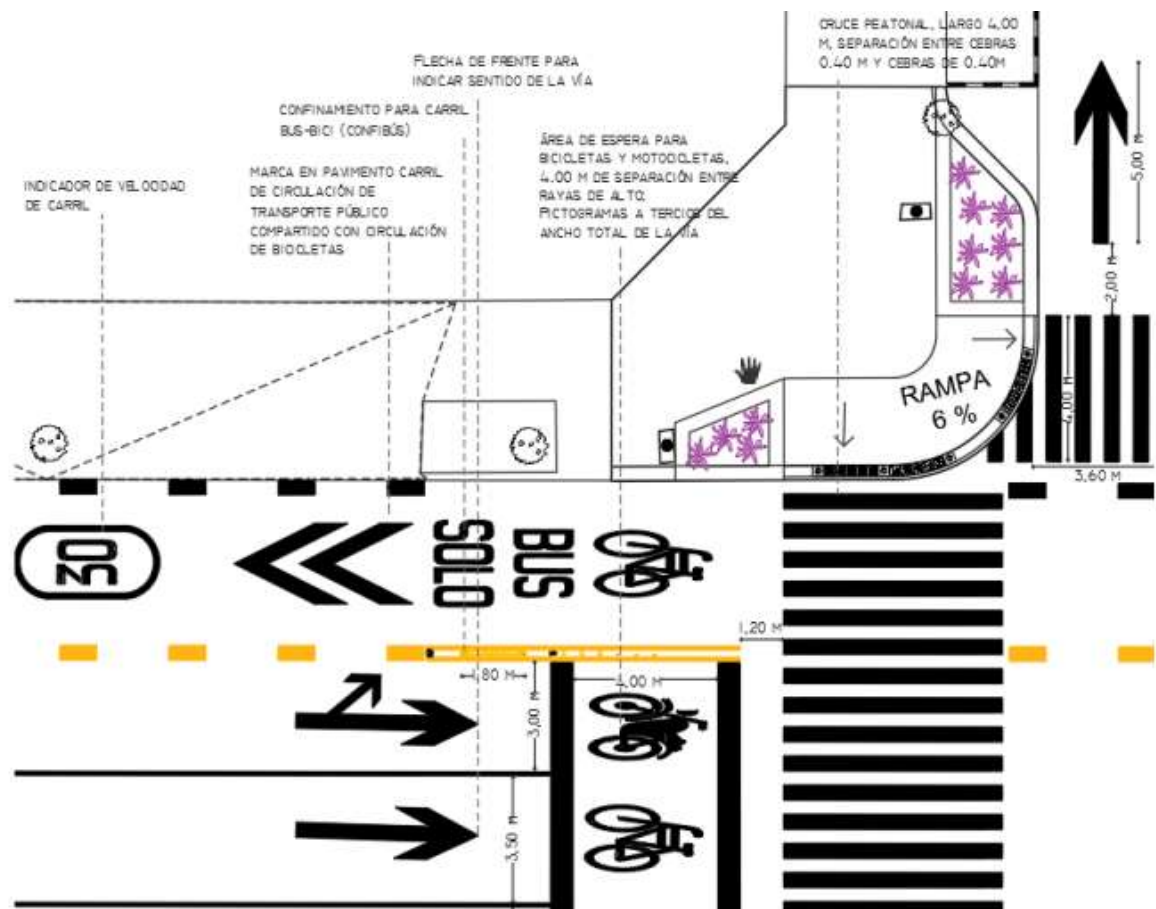 CRUCE PEATONAL, LARGO 4,00
M, SEPARACIÓN ENTRE CEBRAS
0.40 M Y CEBRAS DE 0.40M
FLECHA DE FRENTE PARA
INDICAR SENTIDO DE LA VÍA
CONFINAMIENTO PARA CARRIL
BUS-BICI (CONFIBÚS)
ÁREA DE ESPERA PARA
BICICLETAS Y MOTOCICLETAS,
4.00 M DE SEPARACIÓN ENTRE
RAYAS DE ALTO;
PICTOGRAMAS A TERCIOS DEL
ANCHO TOTAL DE LA VÍA
MARCA EN PAVIMENTO CARRIL
DE CIRCULACIÓN DE
TRANSPORTE PÚBLICO
COMPARTIDO CON CIRCULACIÓN
DE BICICLETAS
INDICADOR DE VELOCIDAD
DE CARRIL
5,00 M
2,00 M
RAMPA
6 %
4,00 M
3,60 M
30
SOLO
BUS
1,20 M
1,80 M
4,00 M
3,00 M
3,50 M